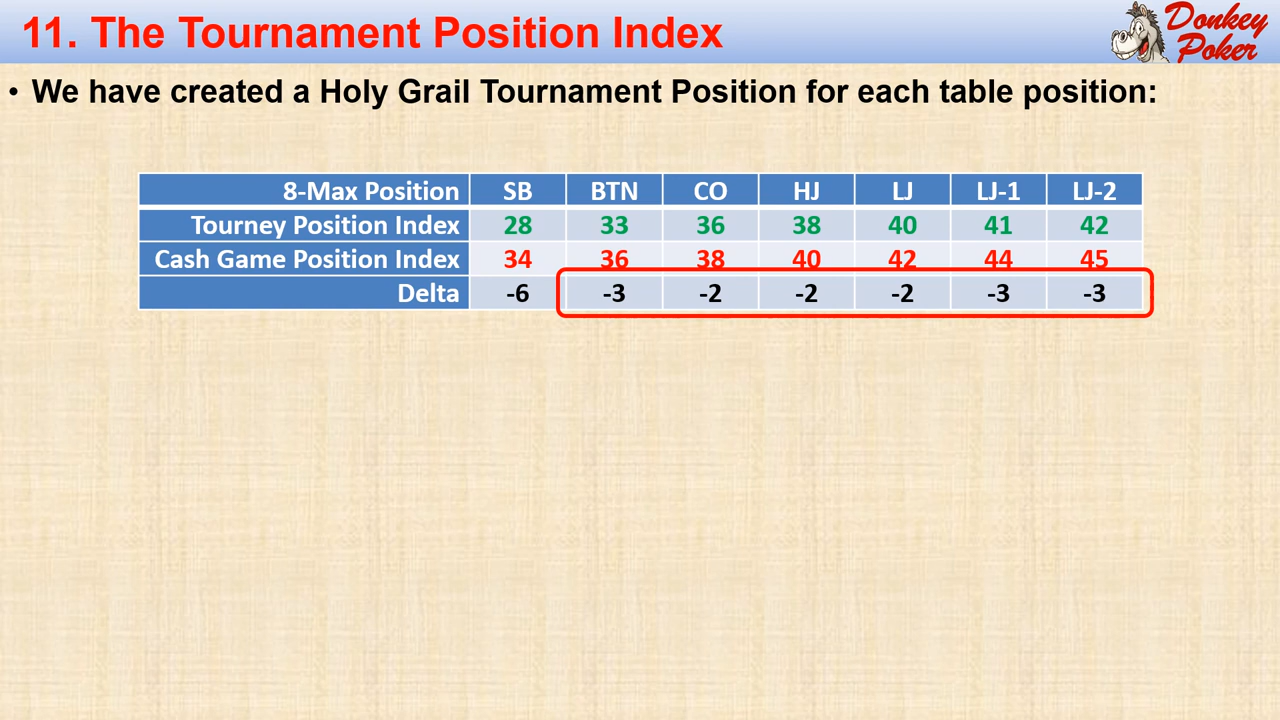 11. The Tournament Position Index
Donkey
Poker
• We have created a Holy Grail Tournament Position for each table position:
8-Max Position SB BTN CO HJ LJ LJ-1 LJ-2
Tourney Position Index 28 33 36 38 40 41 42
Cash Game Position Index 34 36 38 40 42 44 45
Delta -6 -3 -2 -2 -2 -3 -3